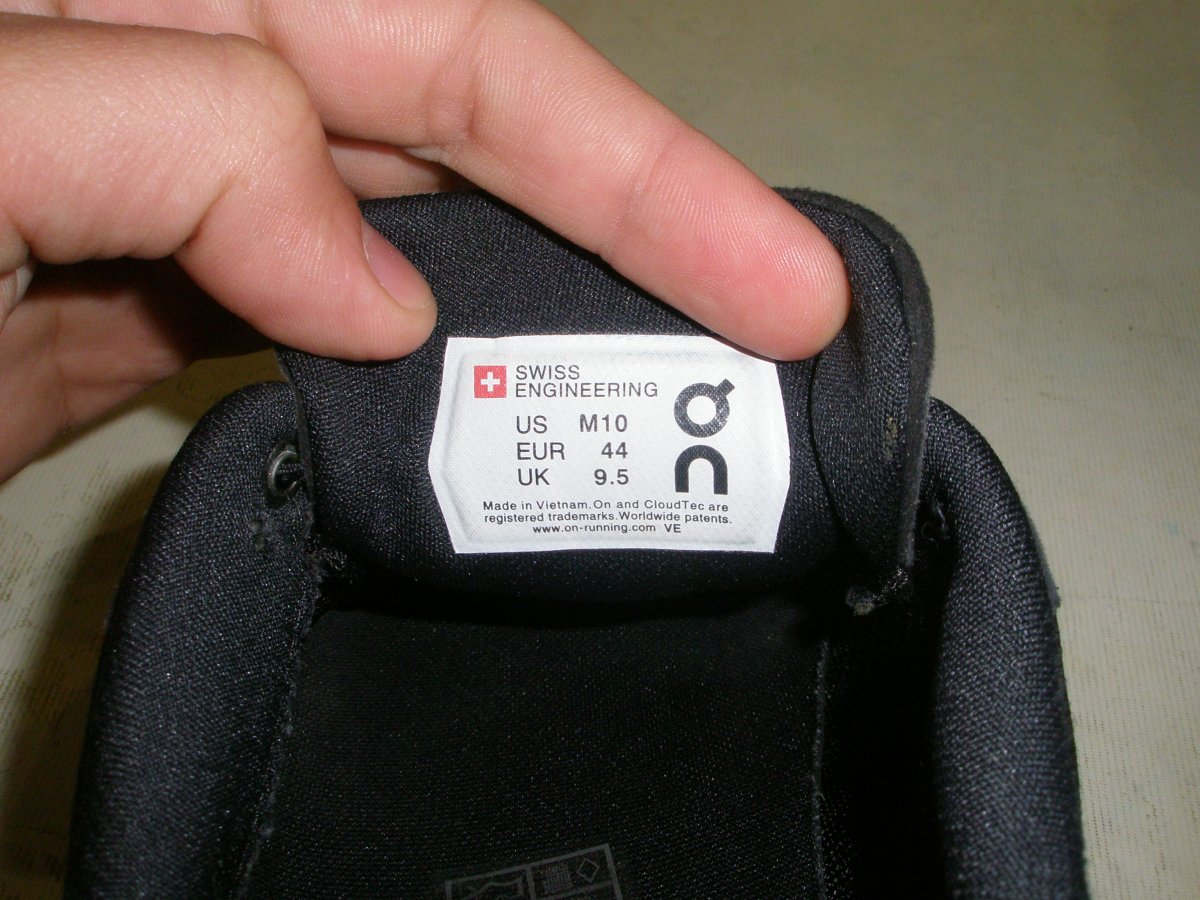 SWISS
ENGINEERING
US M10
EUR 44
UK 9.5
On
Made in Vietnam. On and CloudTec are
registered trademarks. Worldwide patents.
www.on-running.com VE